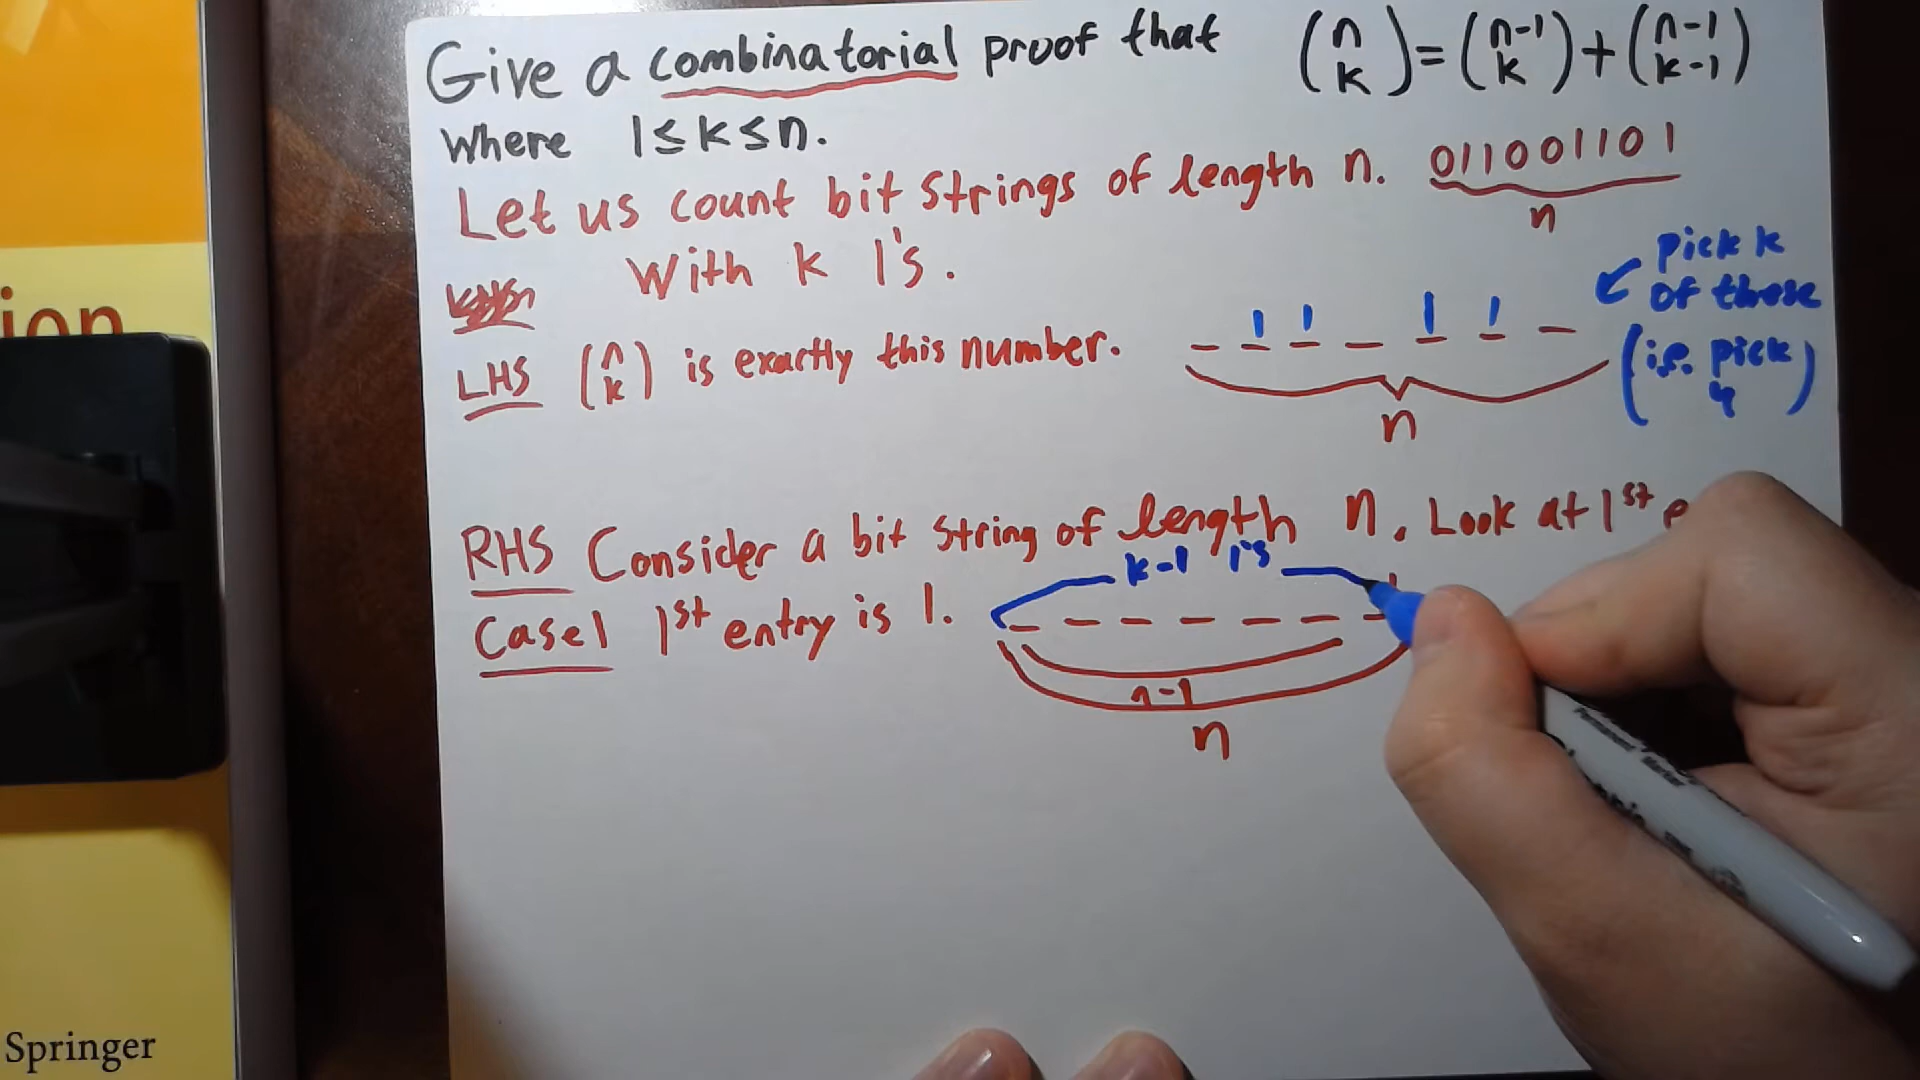 Give a combinatorial proof that (n k) = (n-1 k) + (n-1 k-1)
where 1≤k≤n.
Let us count bit strings of length n. 011001101
n
With k 1's.
pick k
of these
(i.e. pick
4)
LHS (n k) is exactly this number. _ 1 1 _ 1 1 _
n
RHS Consider a bit string of length n. Look at 1st e
k-1 1's
Case1 1st entry is 1. _ _ _ _ _ _ _
n-1
n
ion
Springer